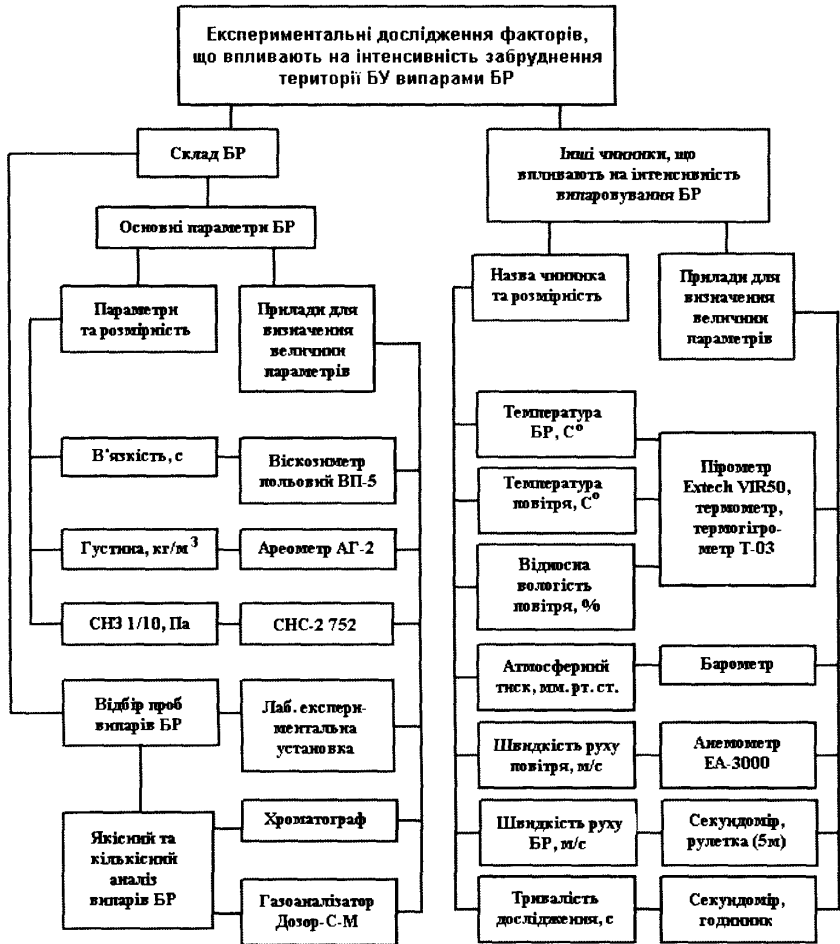 Експериментальні дослідження факторів,
що впливають на інтенсивність забруднення
території БУ випарами БР
Склад БР
Інші чинники, що
впливають на інтенсивність
випаровування БР
Основні параметри БР
Параметри
та розмірність
Прилади для
визначення
величини
параметрів
Назва чинника
та розмірність
Прилади для
визначення
величини
параметрів
В'язкість, с
Віскозиметр
польовий ВП-5
Густина, кг/м³
Ареометр АГ-2
СНЗ 1/10, Па
СНС-2 752
Відбір проб
випарів БР
Лаб. експери-
ментальна
установка
Якісний та
кількісний
аналіз
випарів БР
Хроматограф
Газоаналізатор
Дозор-С-М
Температура
БР, С°
Температура
повітря, С°
Відносна
вологість
повітря, %
Пірометр
Extech VIR50,
термометр,
термогігро-
метр Т-03
Атмосферний
тиск, мм. рт. ст.
Барометр
Швидкість руху
повітря, м/с
Анемометр
ЕА-3000
Швидкість руху
БР, м/с
Секундомір,
рулетка (5м)
Тривалість
дослідження, с
Секундомір,
годинник